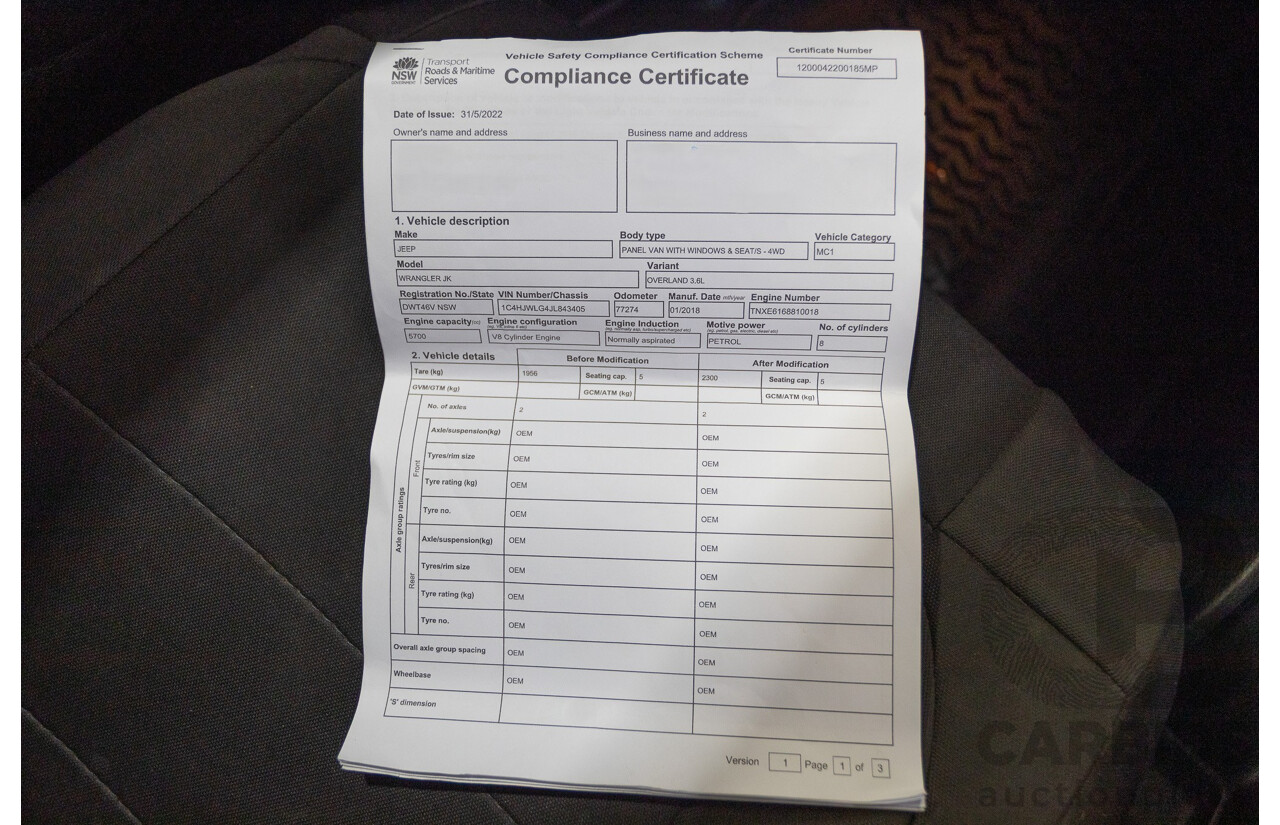 Vehicle Safety Compliance Certification Scheme
Compliance Certificate
NSW GOVERNMENT
Transport
Roads & Maritime
Services
Certificate Number
1200042200185MP
Date of Issue: 31/5/2022
Owner's name and address
Business name and address
1. Vehicle description
Make Body type Vehicle Category
JEEP PANEL VAN WITH WINDOWS & SEAT/S - 4WD MC1
Model Variant
WRANGLER JK OVERLAND 3.6L
Registration No./State VIN Number/Chassis Odometer Manuf. Date mth/year Engine Number
DWT46V NSW 1C4HJWLG4JL843405 77274 01/2018 TNXE6168810018
Engine capacity(cc) Engine configuration Engine Induction Motive power No. of cylinders
5700 V8 Cylinder Engine Normally aspirated PETROL 8
2. Vehicle details Before Modification After Modification
Tare (kg) 1956 Seating cap. 5 2300 Seating cap. 5
GVM/GTM (kg) GCM/ATM (kg) GCM/ATM (kg)
Axle group ratings
No. of axles 2 2
Front
Axle/suspension(kg) OEM OEM
Tyres/rim size OEM OEM
Tyre rating (kg) OEM OEM
Tyre no. OEM OEM
Rear
Axle/suspension(kg) OEM OEM
Tyres/rim size OEM OEM
Tyre rating (kg) OEM OEM
Tyre no. OEM OEM
Overall axle group spacing OEM OEM
Wheelbase OEM OEM
'S' dimension
Version 1 Page 1 of 3